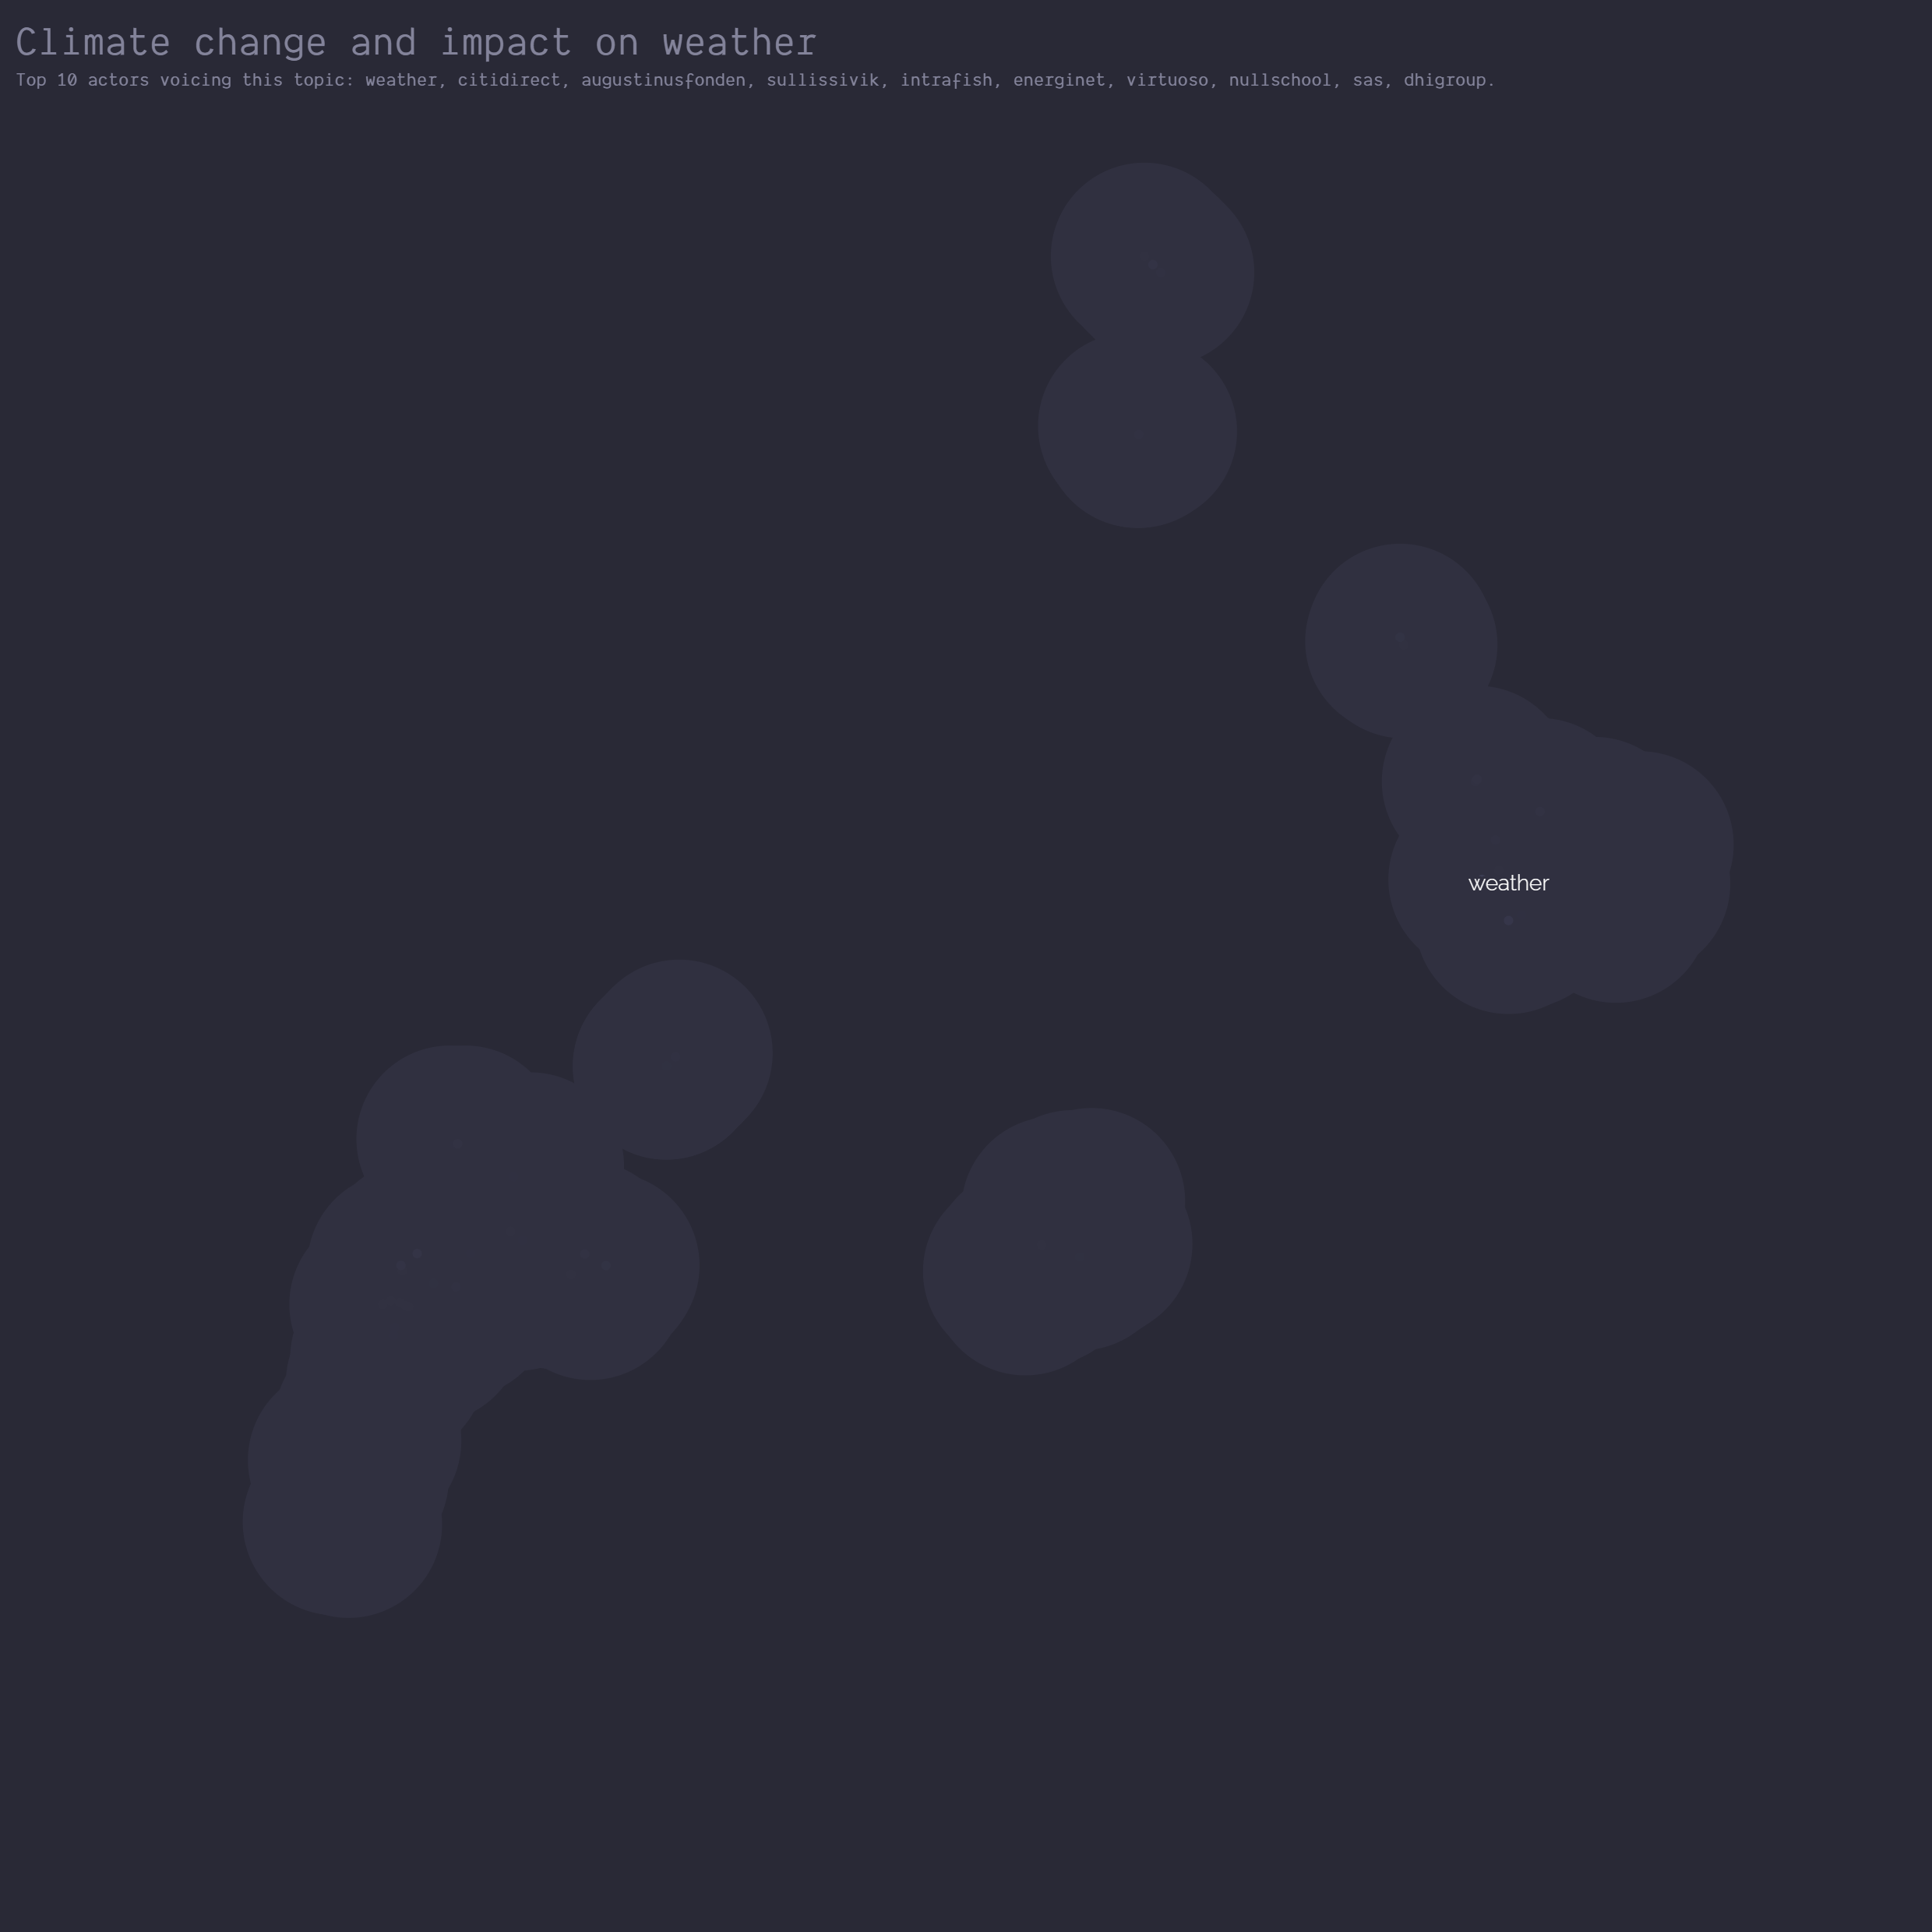 Climate change and impact on weather
Top 10 actors voicing this topic: weather, citidirect, augustinusfonden, sullissivik, intrafish, energinet, virtuoso, nullschool, sas, dhigroup.
weather